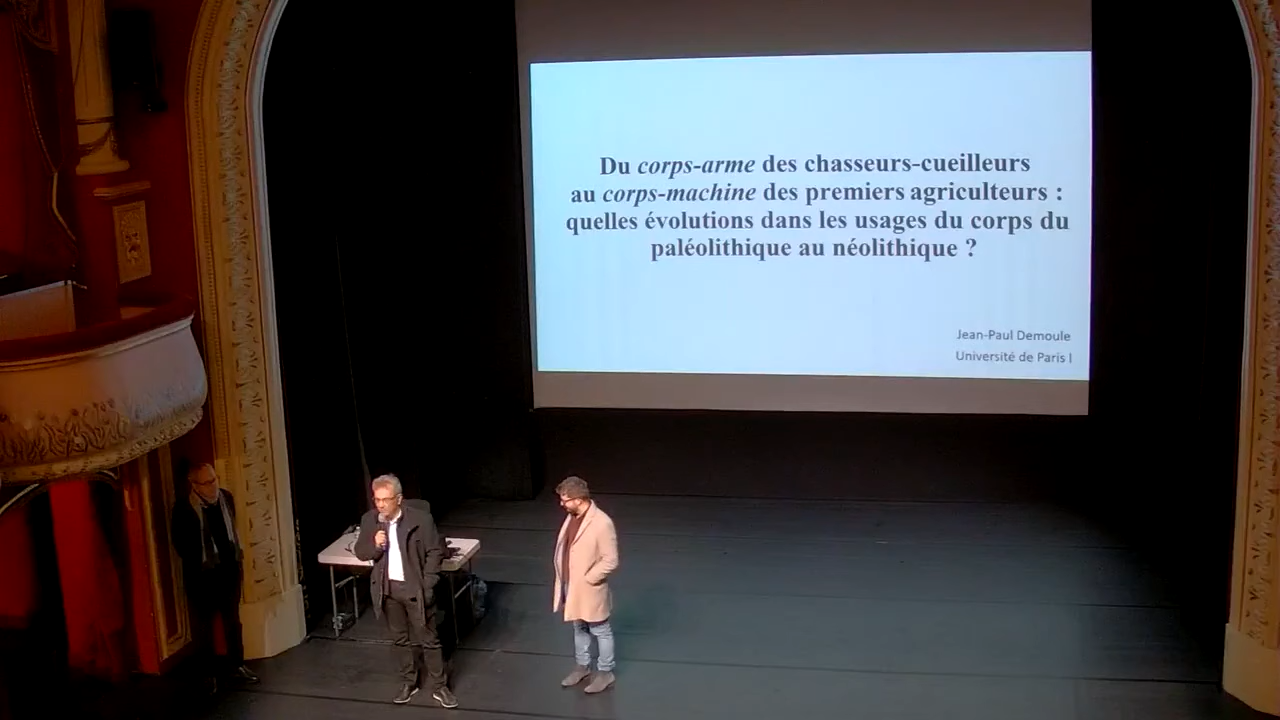 Du corps-arme des chasseurs-cueilleurs
au corps-machine des premiers agriculteurs :
quelles évolutions dans les usages du corps du
paléolithique au néolithique ?
Jean-Paul Demoule
Université de Paris I